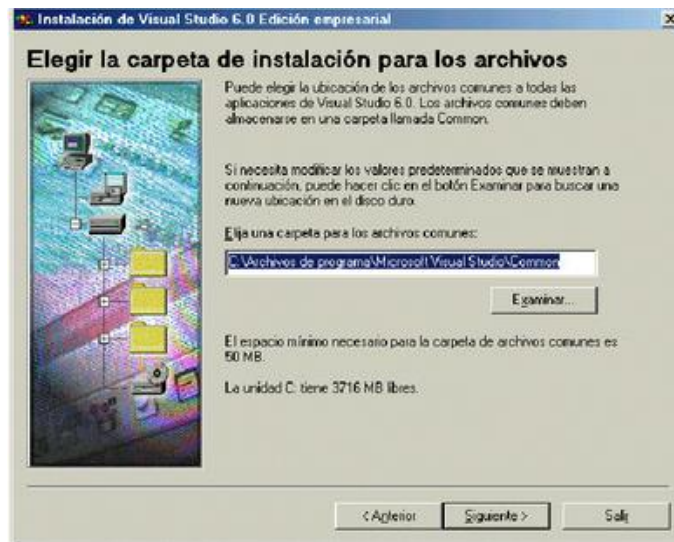 Instalación de Visual Studio 6.0 Edición empresarial
Elegir la carpeta de instalación para los archivos
Puede elegir la ubicación de los archivos comunes a todas las
aplicaciones de Visual Studio 6.0. Los archivos comunes deben
almacenarse en una carpeta llamada Common.
Si necesita modificar los valores predeterminados que se muestran a
continuación, puede hacer clic en el botón Examinar para buscar una
nueva ubicación en el disco duro.
Elija una carpeta para los archivos comunes:
C:\Archivos de programa\Microsoft Visual Studio\Common
Examinar...
El espacio mínimo necesario para la carpeta de archivos comunes es
50 MB.
La unidad C: tiene 3716 MB libres.
< Anterior
Siguiente >
Salir